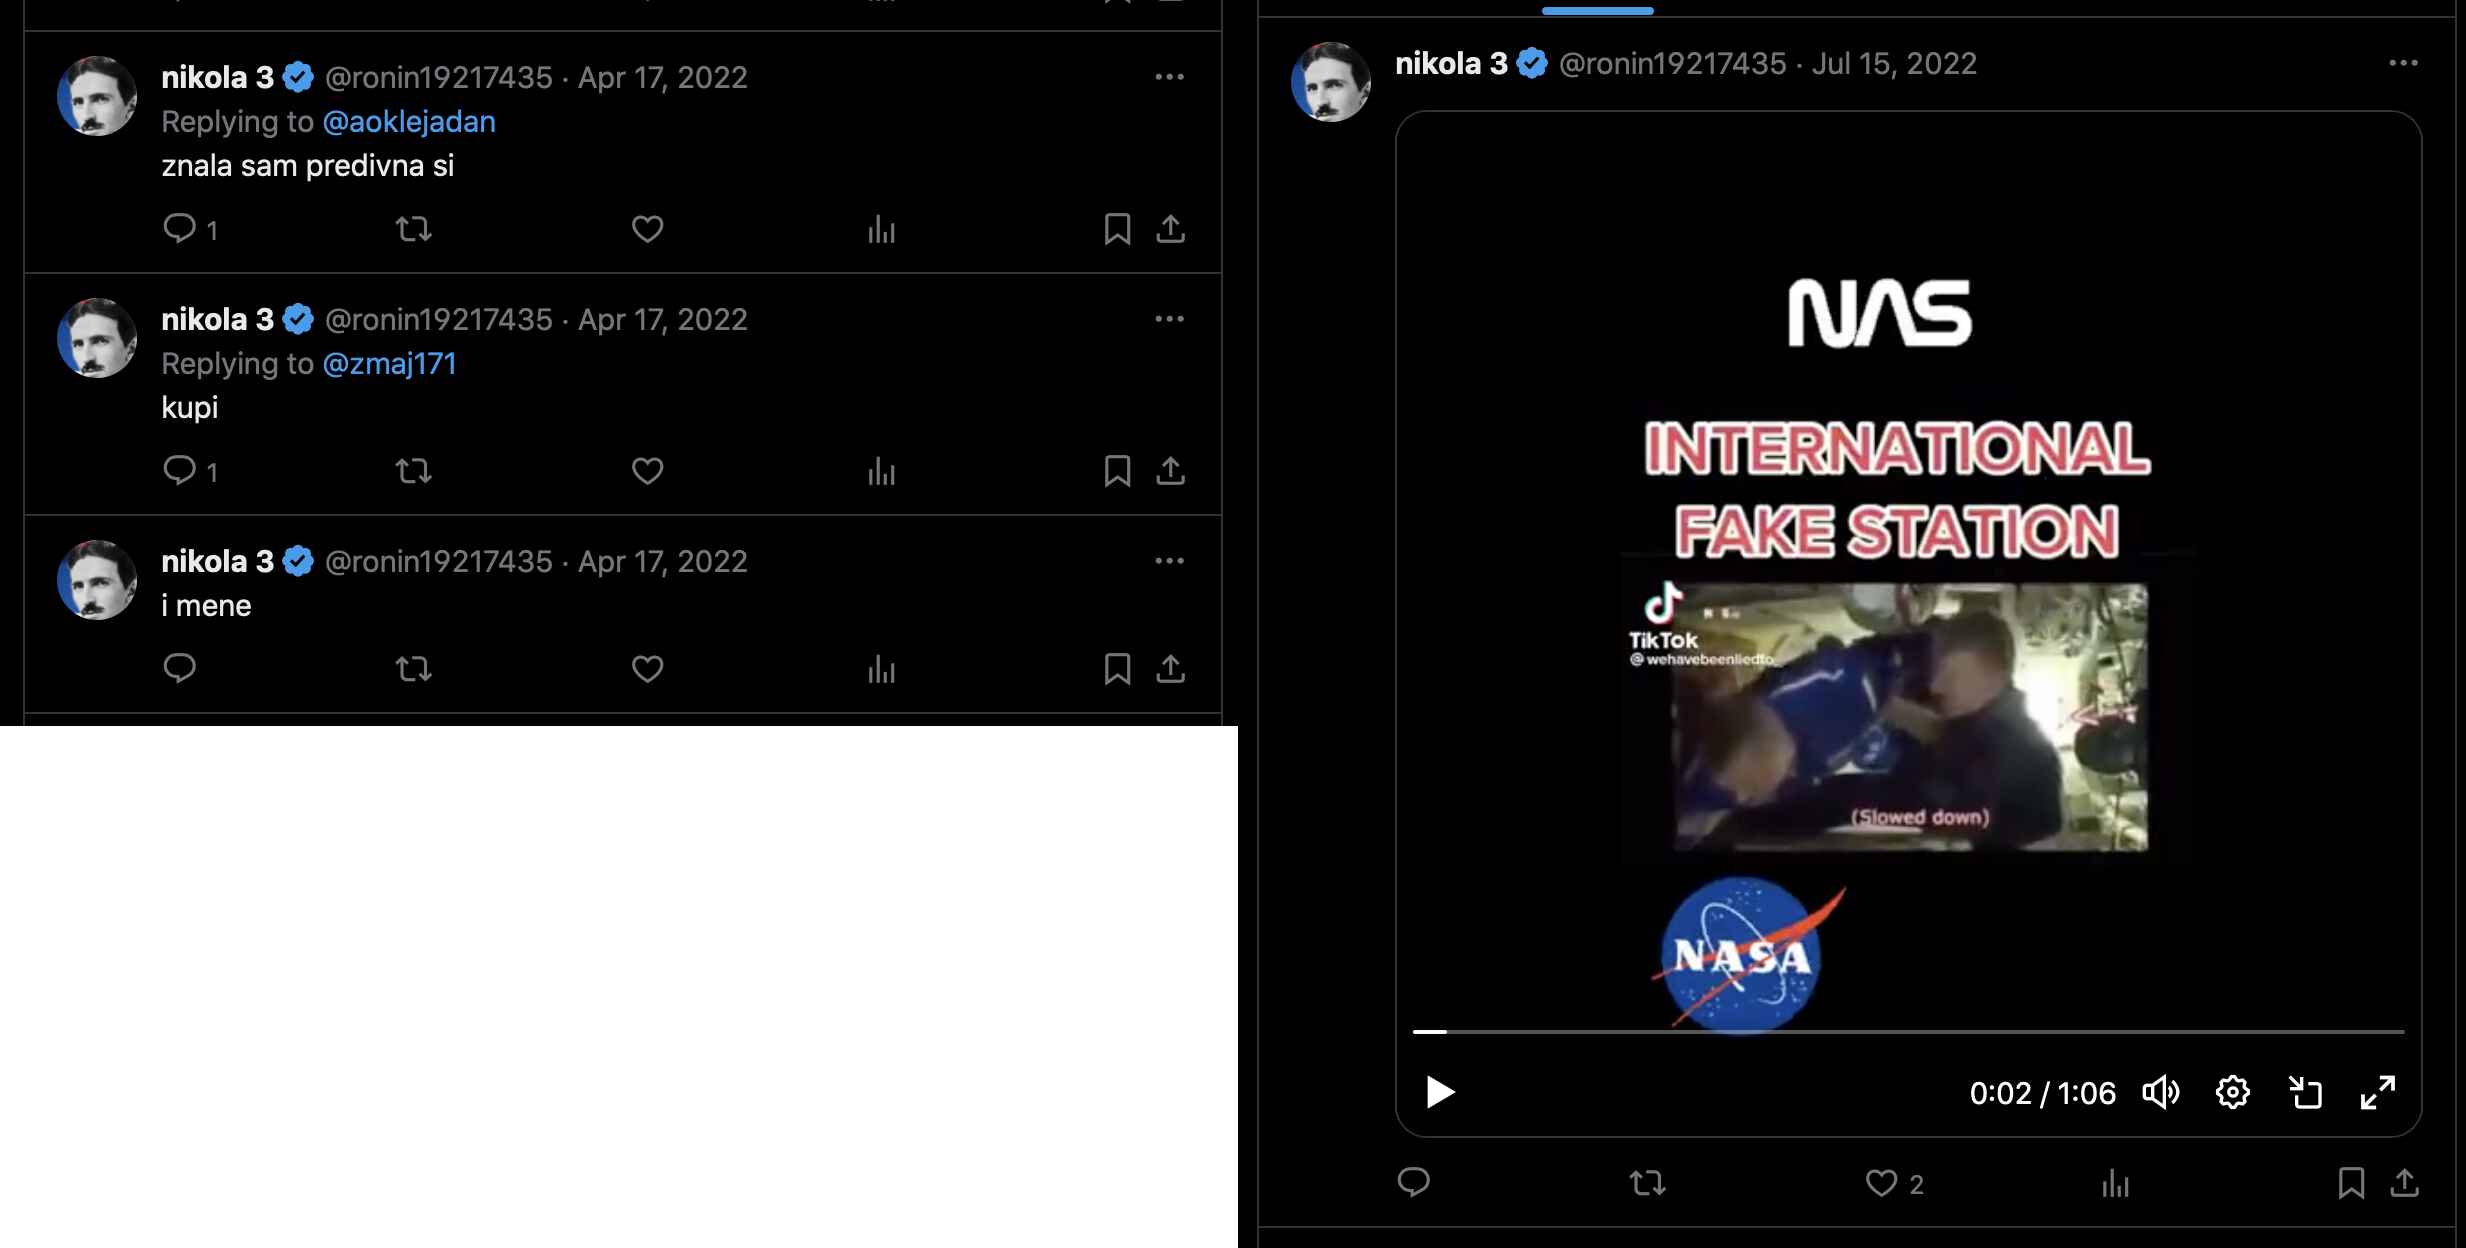 nikola 3 @ronin19217435 · Apr 17, 2022
Replying to @aoklejadan
znala sam predivna si
1
nikola 3 @ronin19217435 · Apr 17, 2022
Replying to @zmaj171
kupi
1
nikola 3 @ronin19217435 · Apr 17, 2022
i mene
nikola 3 @ronin19217435 · Jul 15, 2022
NAS
INTERNATIONAL
FAKE STATION
TikTok
@wehavebeenliedto_
(Slowed down)
NASA
0:02 / 1:06
2